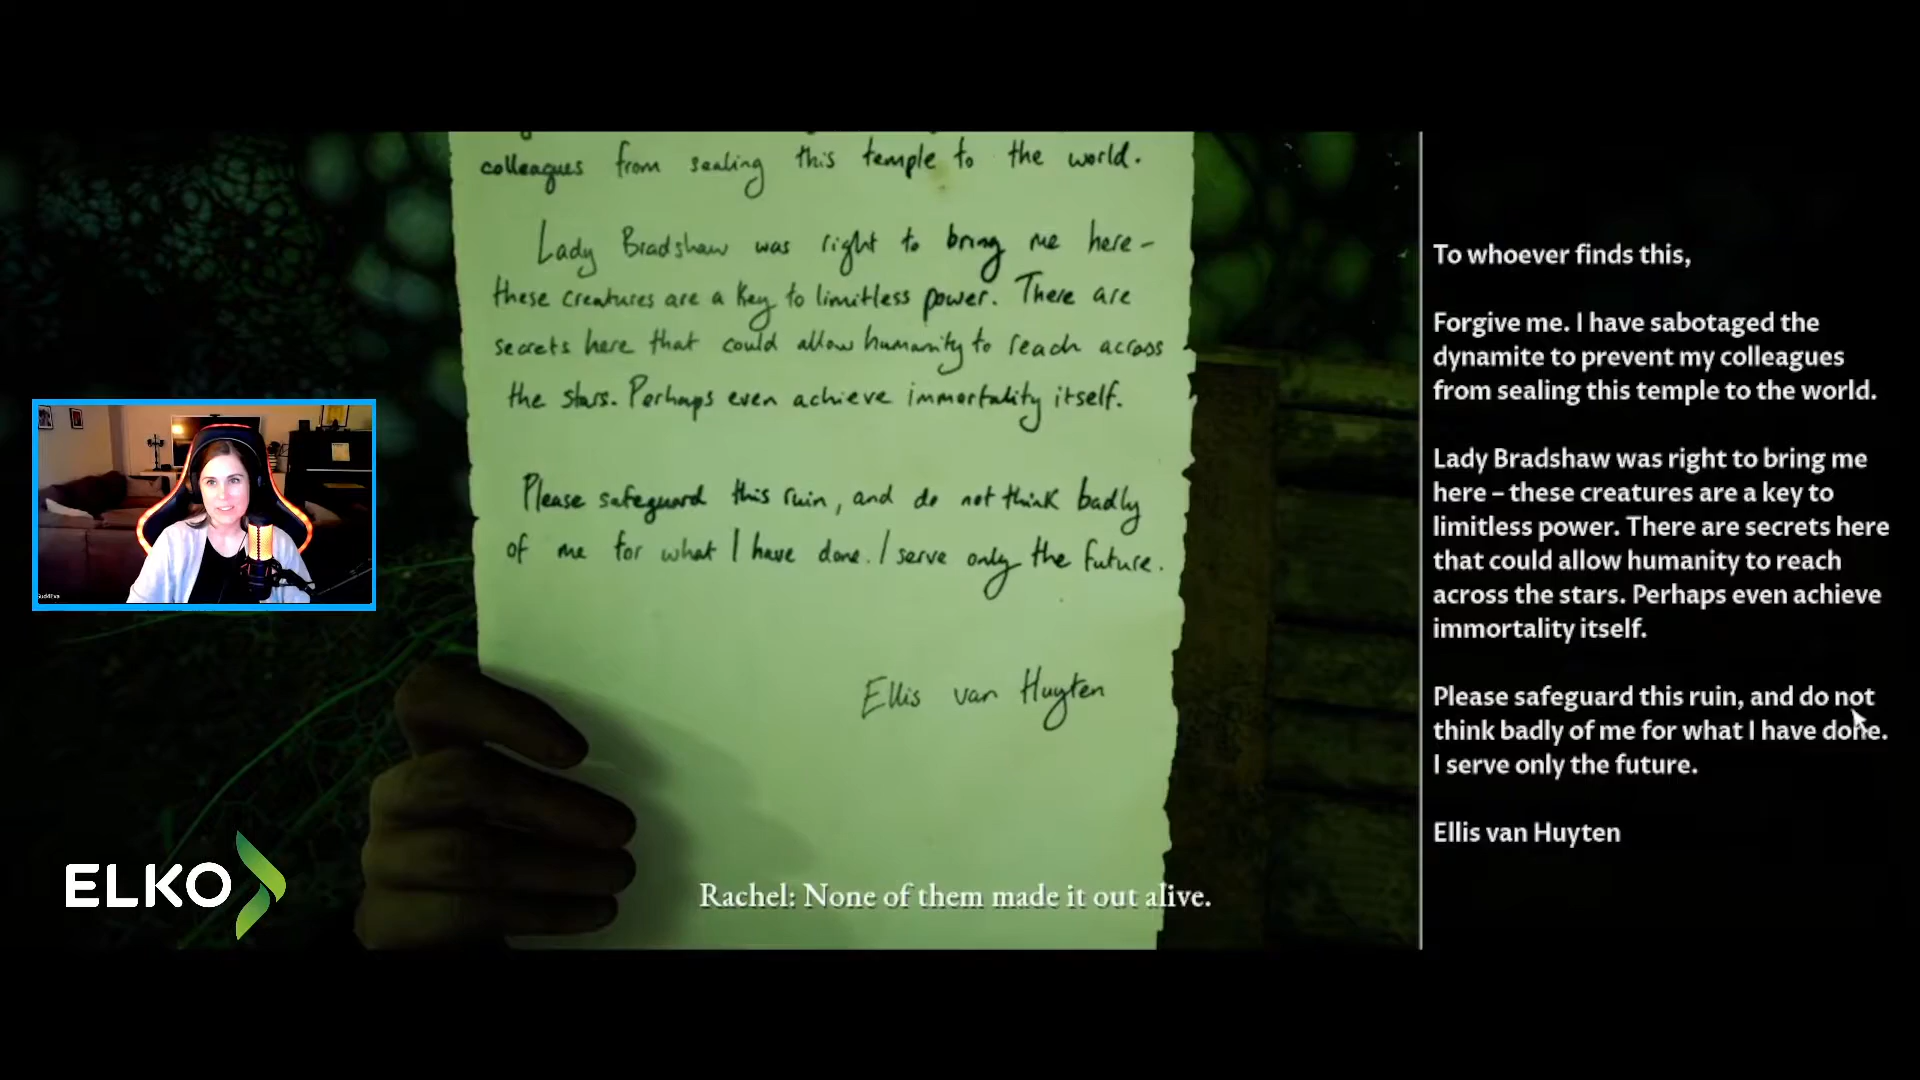 colleagues from sealing this temple to the world.
Lady Bradshaw was right to bring me here-
these creatures are a key to limitless power. There are
secrets here that could allow humanity to reach across
the stars. Perhaps even achieve immortality itself.
Please safeguard this ruin, and do not think badly
of me for what I have done. I serve only the future.
Ellis van Huyten
Rachel: None of them made it out alive.
ELKO
To whoever finds this,
Forgive me. I have sabotaged the
dynamite to prevent my colleagues
from sealing this temple to the world.
Lady Bradshaw was right to bring me
here – these creatures are a key to
limitless power. There are secrets here
that could allow humanity to reach
across the stars. Perhaps even achieve
immortality itself.
Please safeguard this ruin, and do not
think badly of me for what I have done.
I serve only the future.
Ellis van Huyten